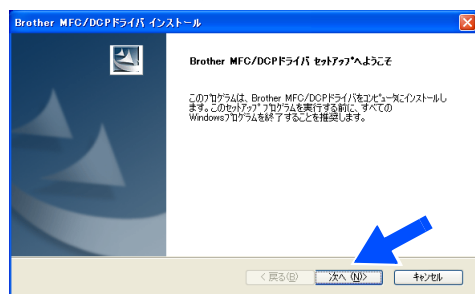 Brother MFC/DCPドライバ インストール
Brother MFC/DCPドライバ セットアップへようこそ
このプログラムは、Brother MFC/DCPドライバをコンピュータにインストールし
ます。このセットアップ プログラムを実行する前に、すべての
Windowsプログラムを終了することを推奨します。
< 戻る(B)
次へ (N)>
キャンセル